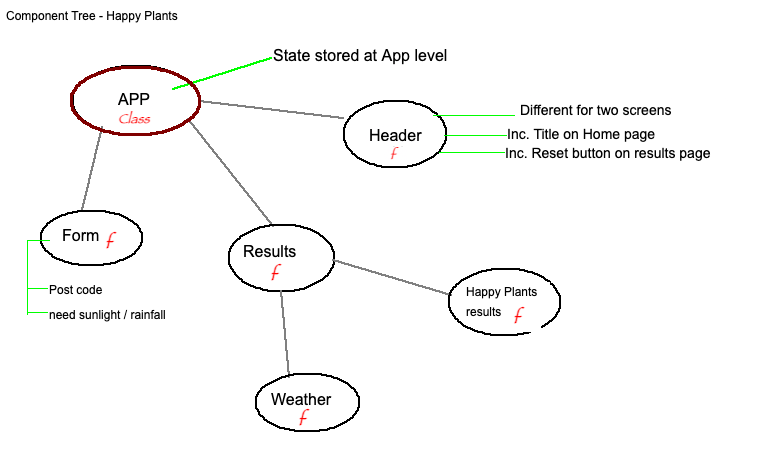 Component Tree - Happy Plants
State stored at App level
APP
Class
Different for two screens
Header
Inc. Title on Home page
f
Inc. Reset button on results page
Form f
Results
f
Post code
need sunlight / rainfall
Happy Plants
results f
Weather
f